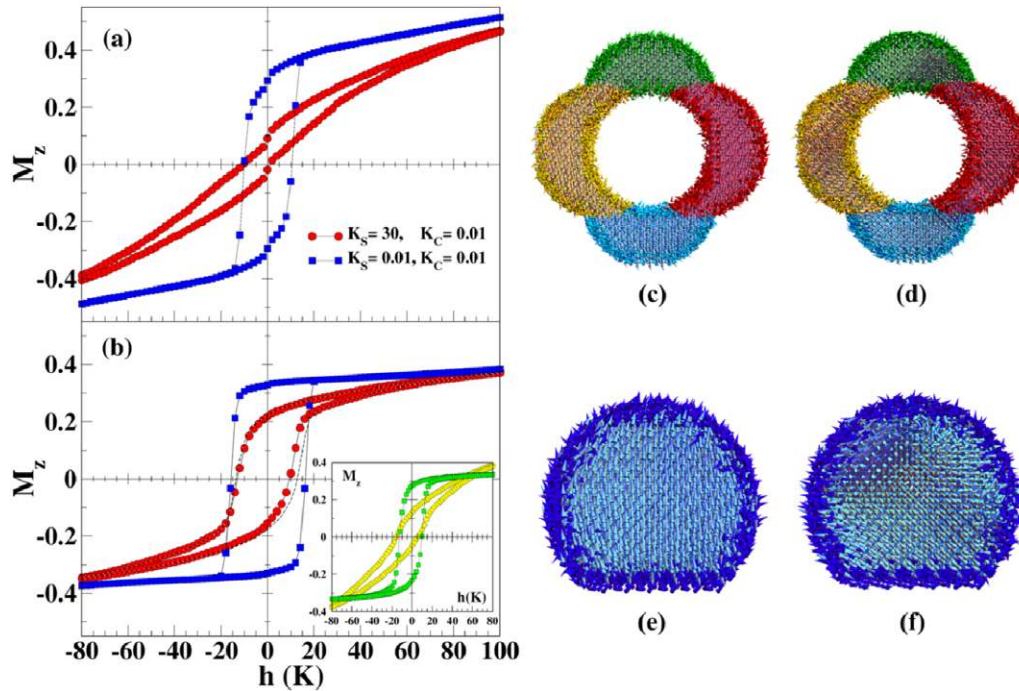 (a)
0.4
0.2
0
-0.2
-0.4
M_z
K_S = 30, K_C = 0.01
K_S = 0.01, K_C = 0.01
(b)
0.4
0.2
0
-0.2
-0.4
M_z
-80 -60 -40 -20 0 20 40 60 80 100
h (K)
M_z
0.4
0.2
0
-0.2
-0.4
h(K)
-80 -60 -40 -20 0 20 40 60 80
(c)
(d)
(e)
(f)